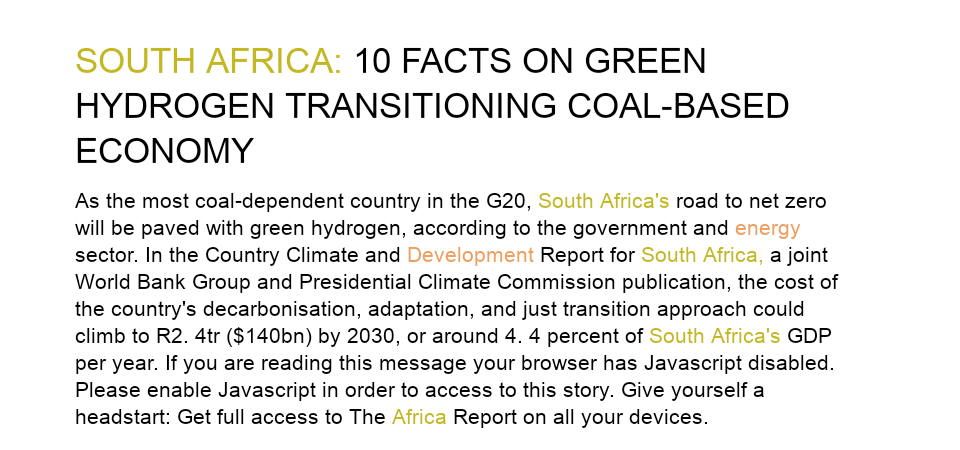 SOUTH AFRICA: 10 FACTS ON GREEN
HYDROGEN TRANSITIONING COAL-BASED
ECONOMY
As the most coal-dependent country in the G20, South Africa's road to net zero
will be paved with green hydrogen, according to the government and energy
sector. In the Country Climate and Development Report for South Africa, a joint
World Bank Group and Presidential Climate Commission publication, the cost of
the country's decarbonisation, adaptation, and just transition approach could
climb to R2. 4tr ($140bn) by 2030, or around 4. 4 percent of South Africa's GDP
per year. If you are reading this message your browser has Javascript disabled.
Please enable Javascript in order to access to this story. Give yourself a
headstart: Get full access to The Africa Report on all your devices.